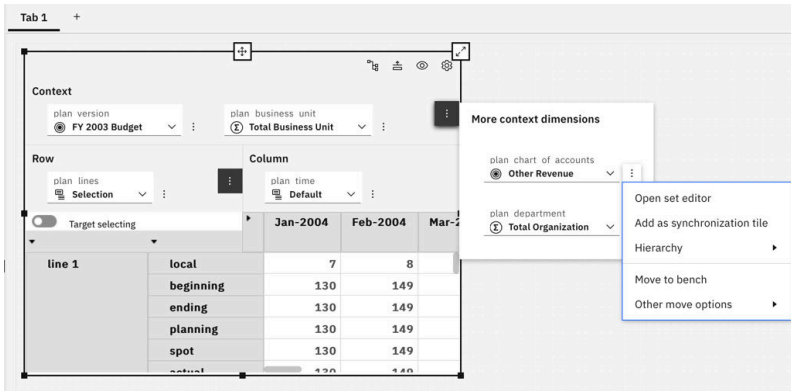 Tab 1 +
Context
plan version plan business unit
FY 2003 Budget Total Business Unit
More context dimensions
Row Column
plan chart of accounts
Other Revenue
plan lines plan time
Selection Default
Open set editor
plan department
Total Organization
Target selecting
Jan-2004 Feb-2004
Add as synchronization tile
Hierarchy
line 1 local 7 8
Move to bench
beginning 130 149
Other move options
ending 130 149
planning 130 149
spot 130 149